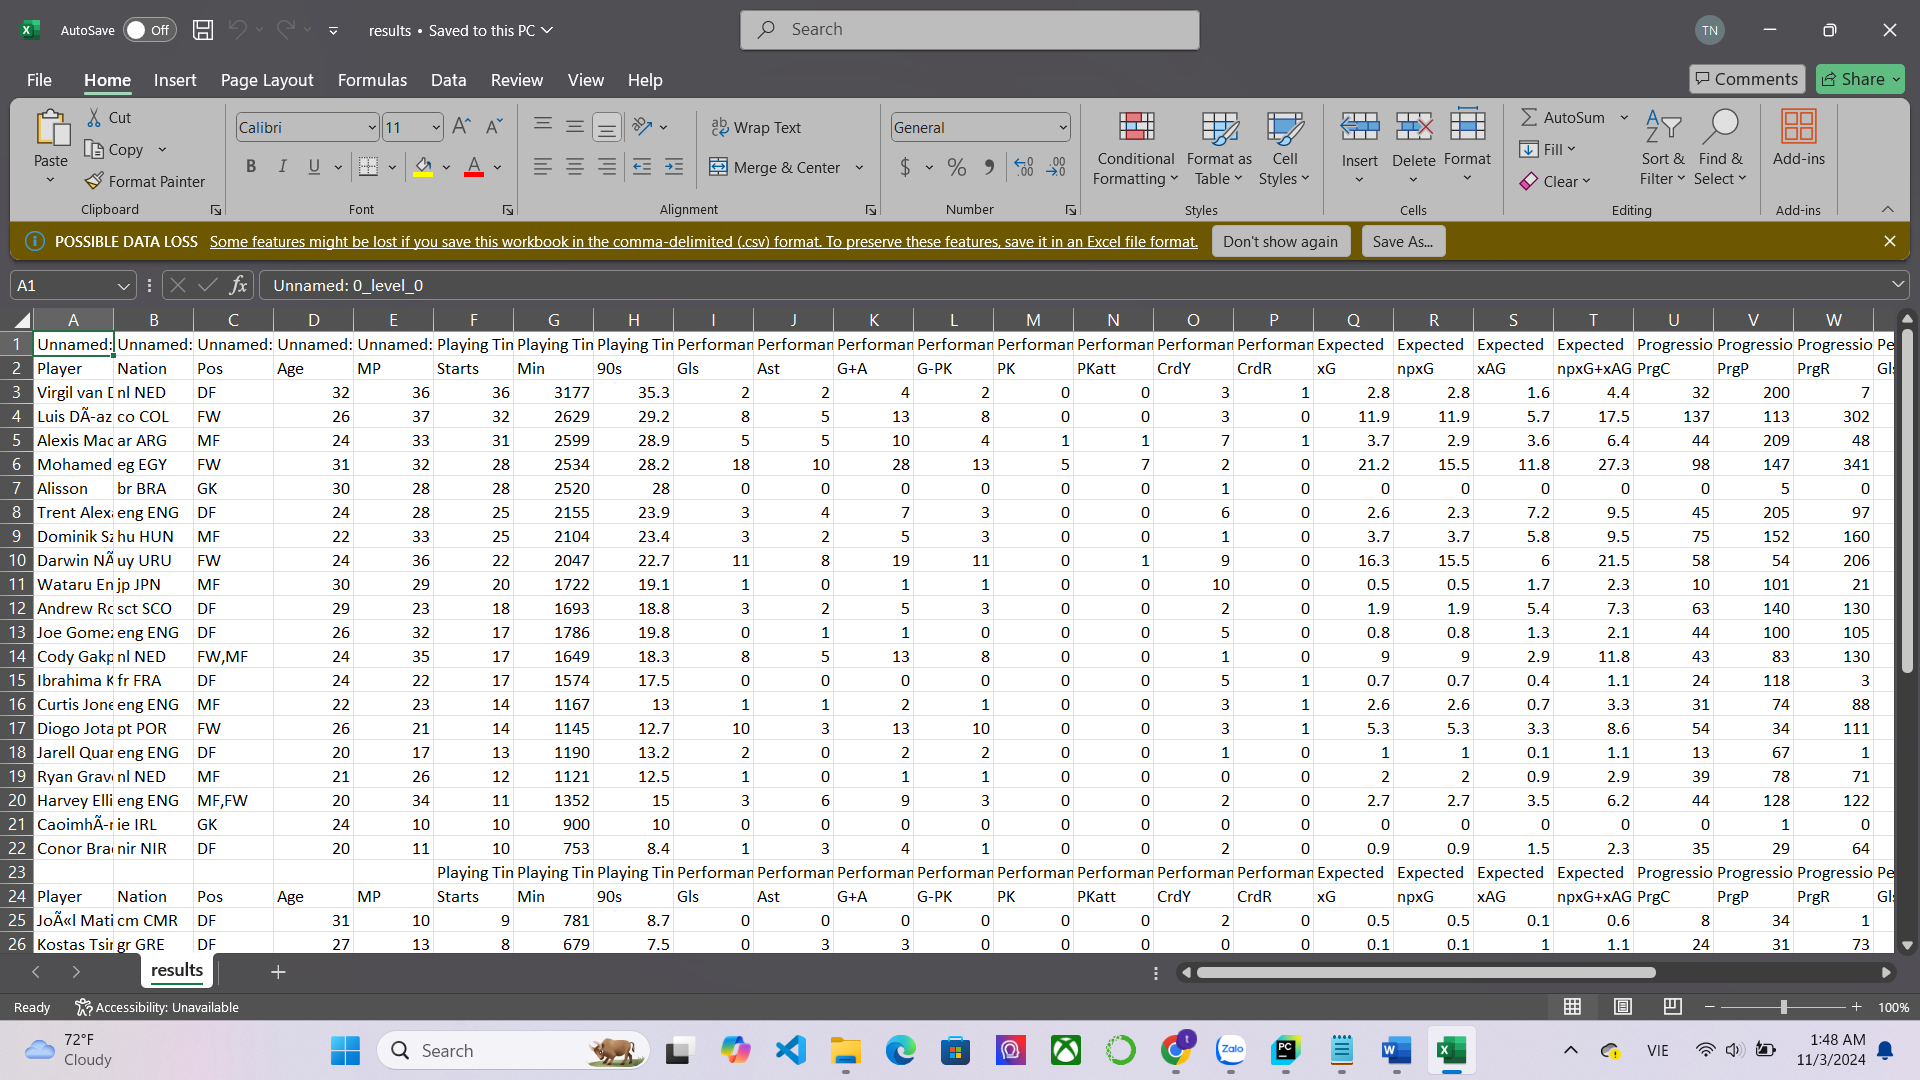 AutoSave Off results • Saved to this PC Search TN
File Home Insert Page Layout Formulas Data Review View Help Comments Share
Paste Cut Copy Format Painter Clipboard
Calibri 11 B I U A Font
Wrap Text Merge & Center Alignment
General $ % Number
Conditional Formatting Format as Table Cell Styles Styles
Insert Delete Format Cells
AutoSum Fill Clear Sort & Filter Find & Select Editing
Add-ins Add-ins
POSSIBLE DATA LOSS Some features might be lost if you save this workbook in the comma-delimited (.csv) format. To preserve these features, save it in an Excel file format. Don't show again Save As...
A1 fx Unnamed: 0_level_0
A B C D E F G H I J K L M N O P Q R S T U V W
1 Unnamed: Unnamed: Unnamed: Unnamed: Unnamed: Playing Tin Playing Tin Playing Tin Performan Performan Performan Performan Performan Performan Performan Performan Expected Expected Expected Expected Progressio Progressio Progressio Pe
2 Player Nation Pos Age MP Starts Min 90s Gls Ast G+A G-PK PK PKatt CrdY CrdR xG npxG xAG npxG+xAG PrgC PrgP PrgR Gl
3 Virgil van D nl NED DF 32 36 36 3177 35.3 2 2 4 2 0 0 3 1 2.8 2.8 1.6 4.4 32 200 7
4 Luis DÃ-az co COL FW 26 37 32 2629 29.2 8 5 13 8 0 0 3 0 11.9 11.9 5.7 17.5 137 113 302
5 Alexis Mac ar ARG MF 24 33 31 2599 28.9 5 5 10 4 1 1 7 1 3.7 2.9 3.6 6.4 44 209 48
6 Mohamed eg EGY FW 31 32 28 2534 28.2 18 10 28 13 5 7 2 0 21.2 15.5 11.8 27.3 98 147 341
7 Alisson br BRA GK 30 28 28 2520 28 0 0 0 0 0 0 1 0 0 0 0 0 0 5 0
8 Trent Alexa eng ENG DF 24 28 25 2155 23.9 3 4 7 3 0 0 6 0 2.6 2.3 7.2 9.5 45 205 97
9 Dominik Sz hu HUN MF 22 33 25 2104 23.4 3 2 5 3 0 0 1 0 3.7 3.7 5.8 9.5 75 152 160
10 Darwin NÃ uy URU FW 24 36 22 2047 22.7 11 8 19 11 0 1 9 0 16.3 15.5 6 21.5 58 54 206
11 Wataru En jp JPN MF 30 29 20 1722 19.1 1 0 1 1 0 0 10 0 0.5 0.5 1.7 2.3 10 101 21
12 Andrew Ro sct SCO DF 29 23 18 1693 18.8 3 2 5 3 0 0 2 0 1.9 1.9 5.4 7.3 63 140 130
13 Joe Gomez eng ENG DF 26 32 17 1786 19.8 0 1 1 0 0 0 5 0 0.8 0.8 1.3 2.1 44 100 105
14 Cody Gakp nl NED FW,MF 24 35 17 1649 18.3 8 5 13 8 0 0 1 0 9 9 2.9 11.8 43 83 130
15 Ibrahima K fr FRA DF 24 22 17 1574 17.5 0 0 0 0 0 0 5 1 0.7 0.7 0.4 1.1 24 118 3
16 Curtis Jone eng ENG MF 22 23 14 1167 13 1 1 2 1 0 0 3 1 2.6 2.6 0.7 3.3 31 74 88
17 Diogo Jota pt POR FW 26 21 14 1145 12.7 10 3 13 10 0 0 3 1 5.3 5.3 3.3 8.6 54 34 111
18 Jarell Quar eng ENG DF 20 17 13 1190 13.2 2 0 2 2 0 0 1 0 1 1 0.1 1.1 13 67 1
19 Ryan Grav nl NED MF 21 26 12 1121 12.5 1 0 1 1 0 0 0 0 2 2 0.9 2.9 39 78 71
20 Harvey Elli eng ENG MF,FW 20 34 11 1352 15 3 6 9 3 0 0 2 0 2.7 2.7 3.5 6.2 44 128 122
21 CaoimhÃ-n ie IRL GK 24 10 10 900 10 0 0 0 0 0 0 0 0 0 0 0 0 0 1 0
22 Conor Brad nir NIR DF 20 11 10 753 8.4 1 3 4 1 0 0 2 0 0.9 0.9 1.5 2.3 35 29 64
23 Playing Tin Playing Tin Playing Tin Performan Performan Performan Performan Performan Performan Performan Performan Expected Expected Expected Expected Progressio Progressio Progressio Pe
24 Player Nation Pos Age MP Starts Min 90s Gls Ast G+A G-PK PK PKatt CrdY CrdR xG npxG xAG npxG+xAG PrgC PrgP PrgR Gl
25 JoÃ«l Mati cm CMR DF 31 10 9 781 8.7 0 0 0 0 0 0 2 0 0.5 0.5 0.1 0.6 8 34 1
26 Kostas Tsir gr GRE DF 27 13 8 679 7.5 0 3 3 0 0 0 0 0 0.1 0.1 1 1.1 24 31 73
results
Ready Accessibility: Unavailable 100%
72°F
Cloudy
Search
Zalo PC
VIE
1:48 AM
11/3/2024